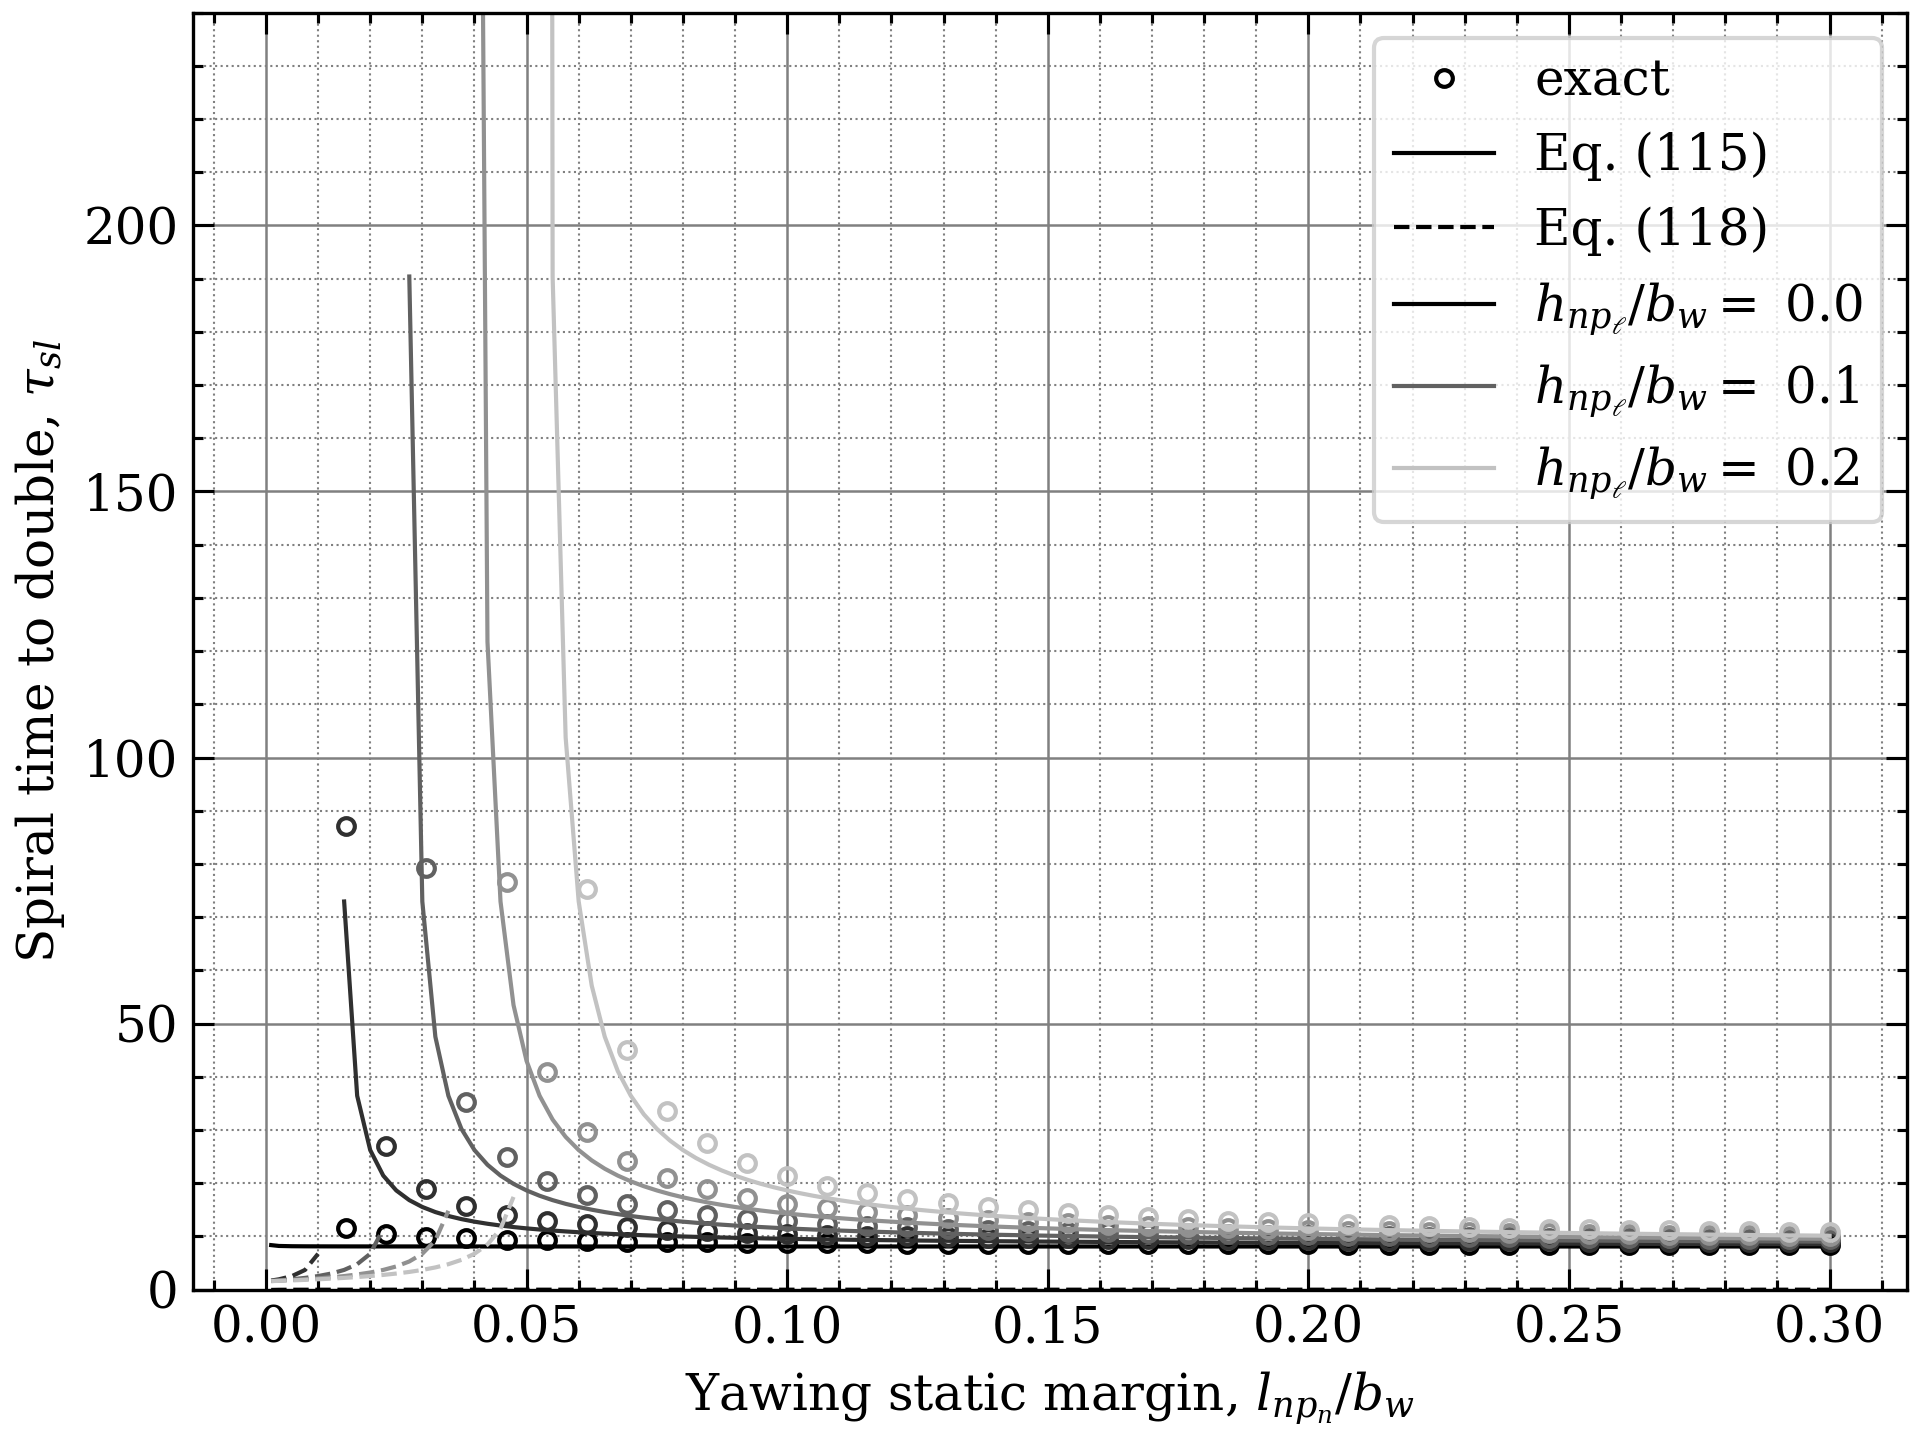 exact
Eq. (115)
Eq. (118)
h_{np_ℓ}/b_w = 0.0
h_{np_ℓ}/b_w = 0.1
h_{np_ℓ}/b_w = 0.2
200
150
100
50
0
Spiral time to double, τ_{sl}
0.00 0.05 0.10 0.15 0.20 0.25 0.30
Yawing static margin, l_{np_n}/b_w